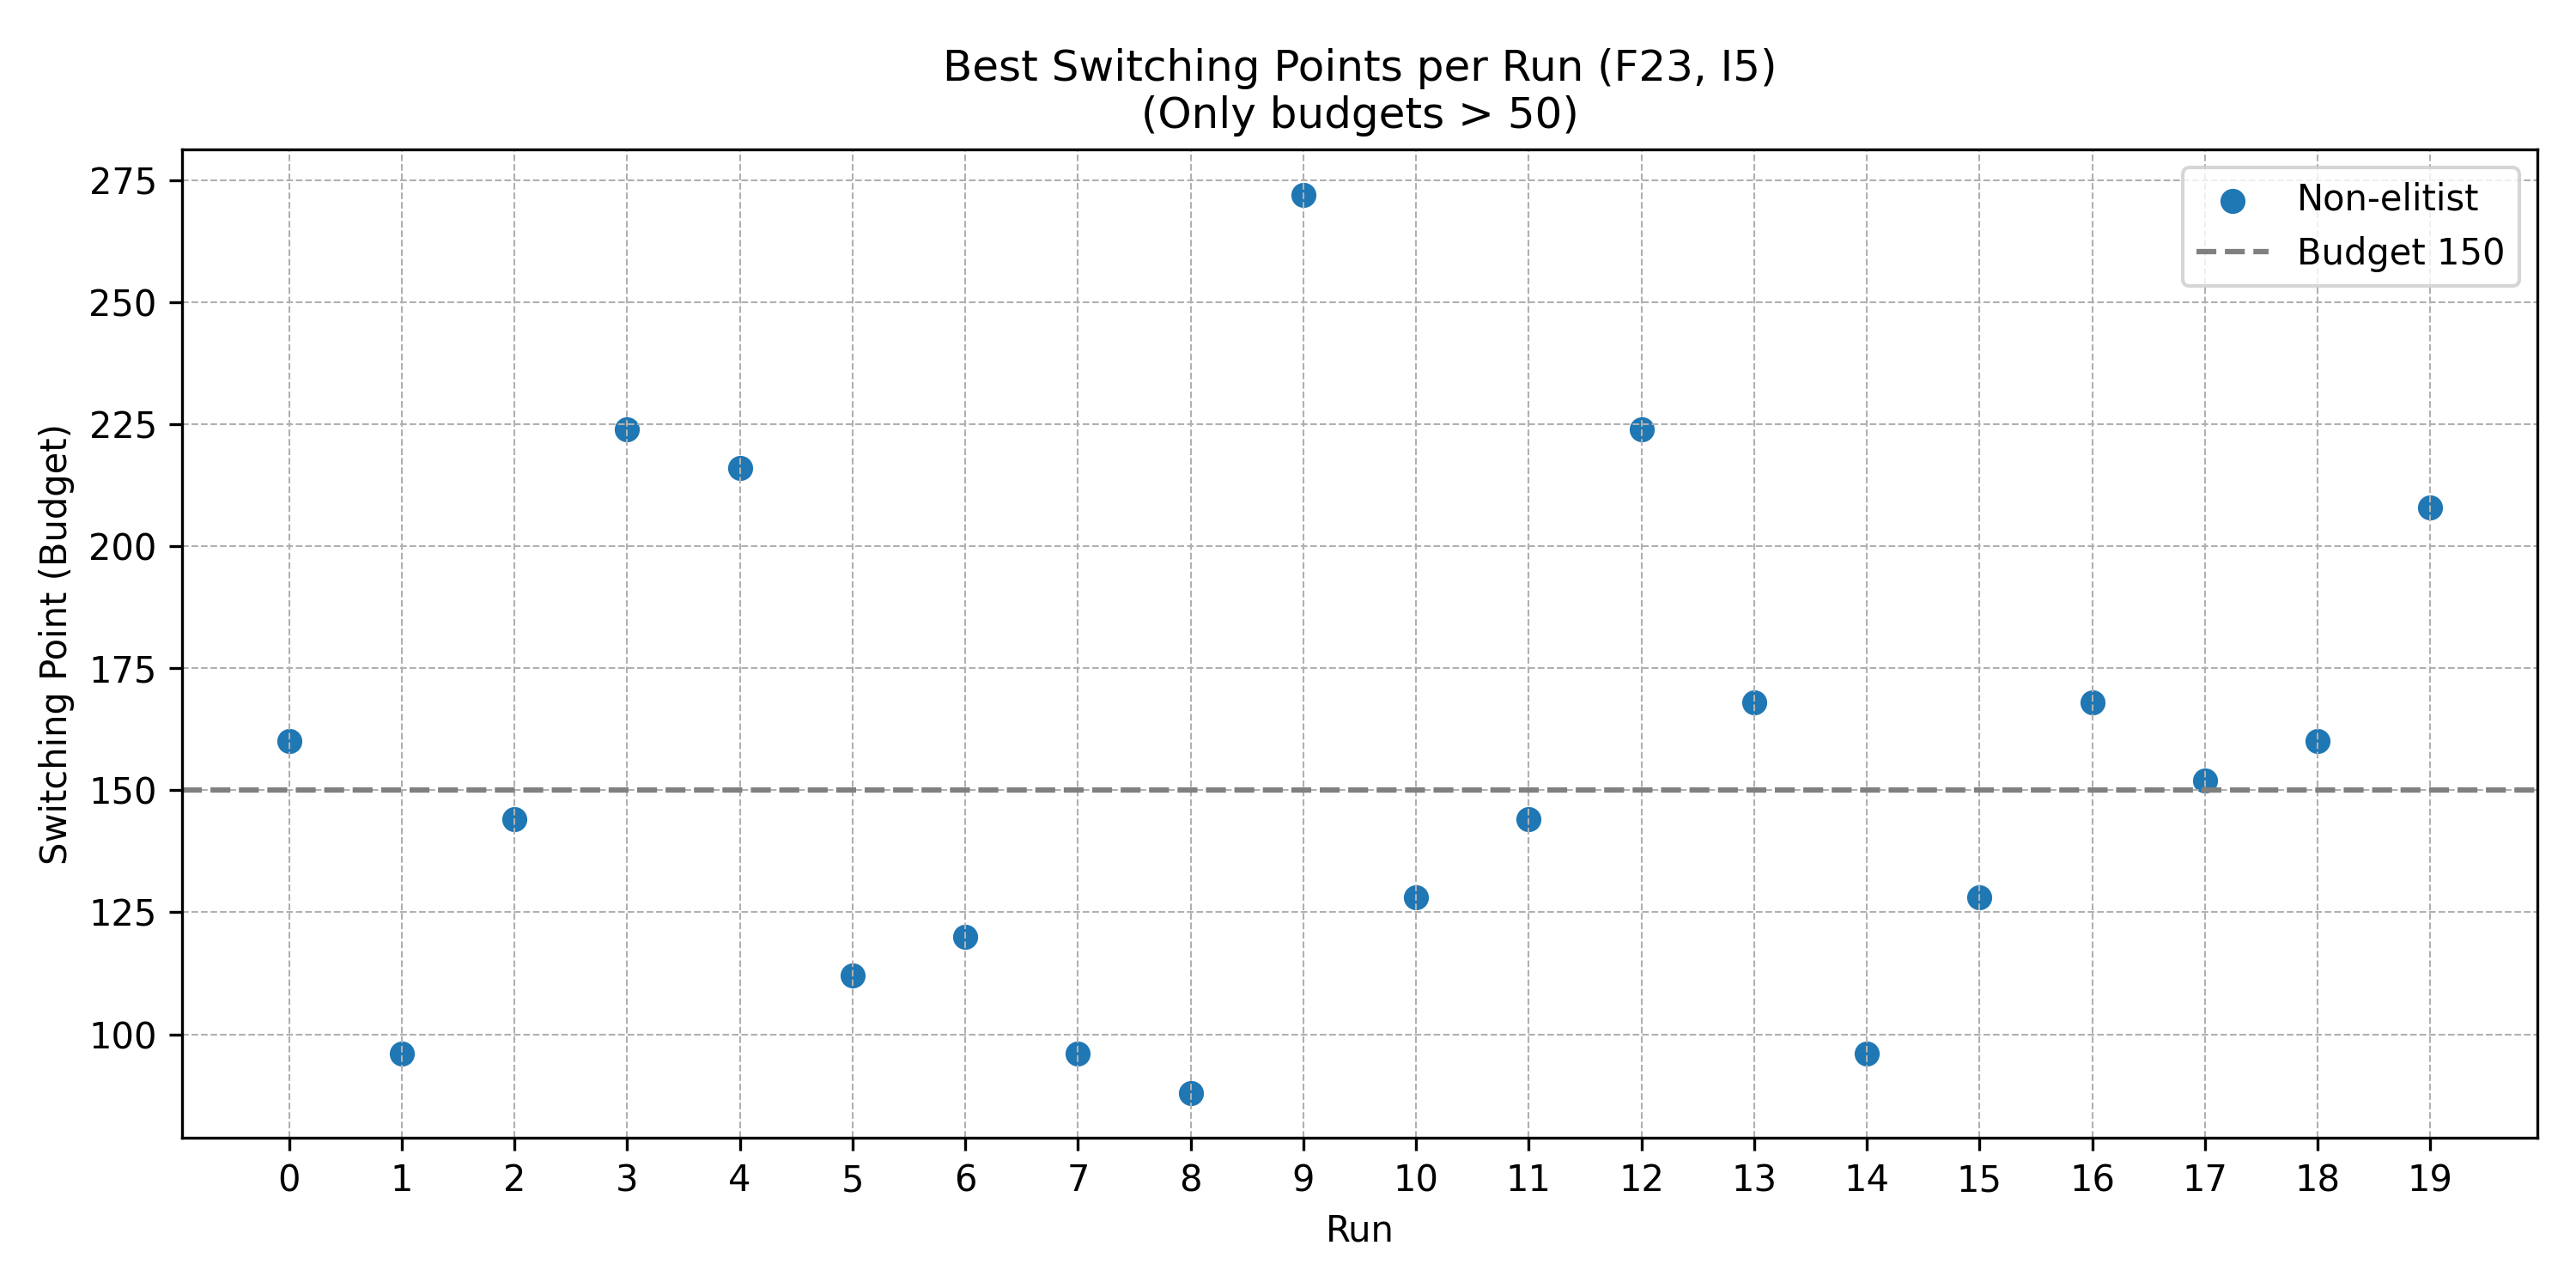 Best Switching Points per Run (F23, I5)
(Only budgets > 50)
Non-elitist
Budget 150
Switching Point (Budget)
275
250
225
200
175
150
125
100
0 1 2 3 4 5 6 7 8 9 10 11 12 13 14 15 16 17 18 19
Run